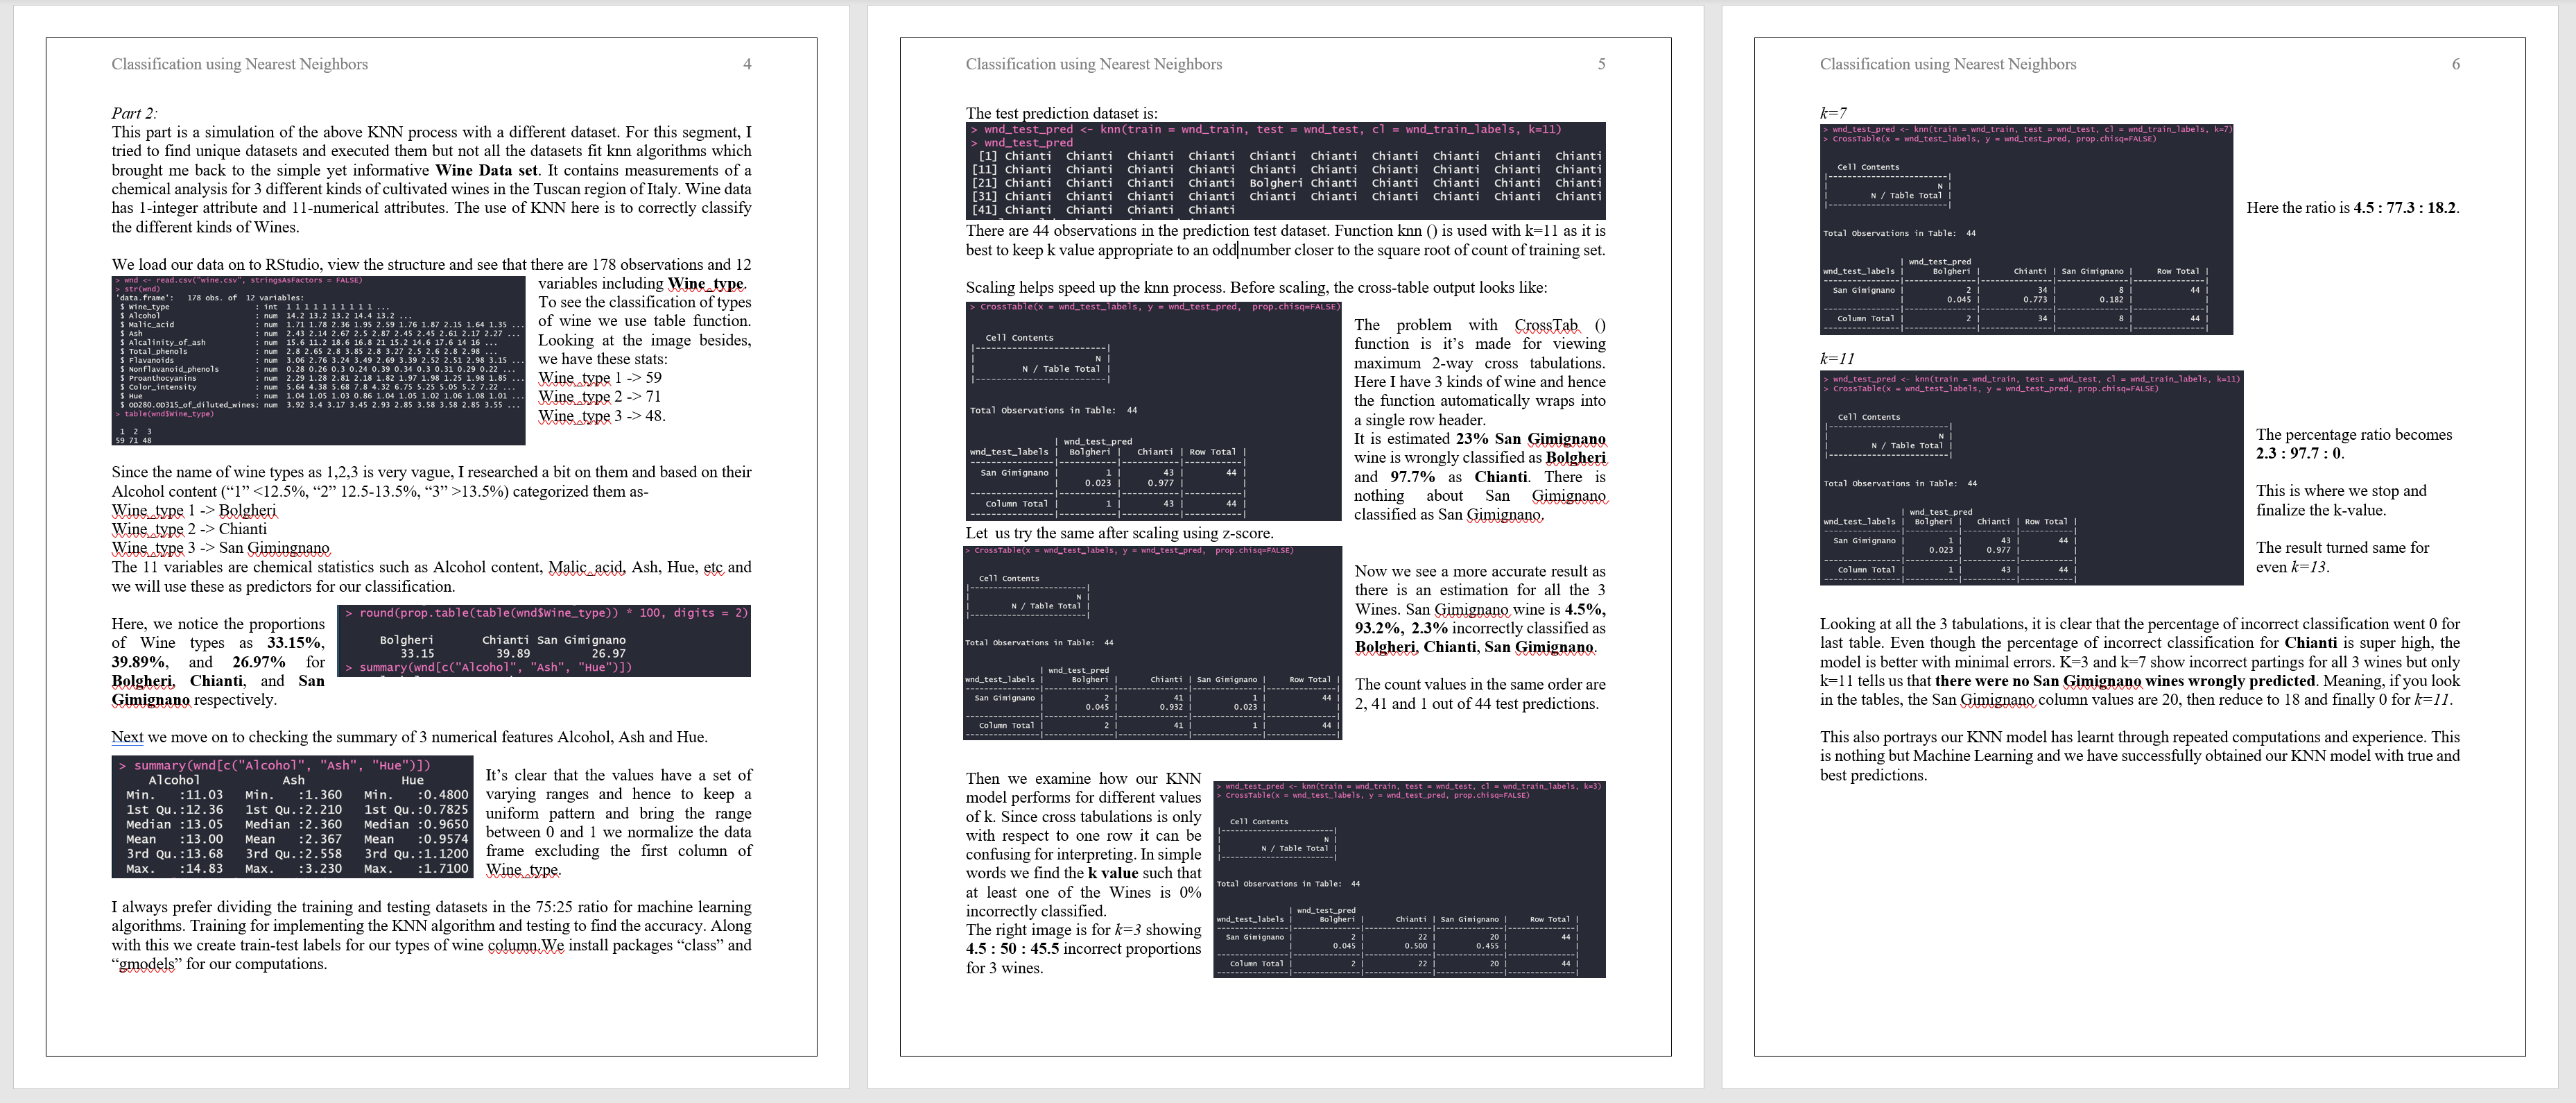 Classification using Nearest Neighbors 4
Part 2:
This part is a simulation of the above KNN process with a different dataset. For this segment, I
tried to find unique datasets and executed them but not all the datasets fit knn algorithms which
brought me back to the simple yet informative Wine Data set. It contains measurements of a
chemical analysis for 3 different kinds of cultivated wines in the Tuscan region of Italy. Wine data
has 1-integer attribute and 11-numerical attributes. The use of KNN here is to correctly classify
the different kinds of Wines.
We load our data on to RStudio, view the structure and see that there are 178 observations and 12
variables including Wine_type.
To see the classification of types
of wine we use table function.
Looking at the image besides,
we have these stats:
Wine_type 1 -> 59
Wine_type 2 -> 71
Wine_type 3 -> 48.
> wnd <- read.csv("wine.csv", stringsAsFactors = FALSE)
> str(wnd)
'data.frame': 178 obs. of 12 variables:
$ Wine_type : int 1 1 1 1 1 1 1 1 1 1 ...
$ Alcohol : num 14.2 13.2 13.2 14.4 13.2 ...
$ Malic_acid : num 1.71 1.78 2.36 1.95 2.59 1.76 1.87 2.15 1.64 1.35 ...
$ Ash : num 2.43 2.14 2.67 2.5 2.87 2.45 2.45 2.61 2.17 2.27 ...
$ Alcalinity_of_ash : num 15.6 11.2 18.6 16.8 21 15.2 14.6 17.6 14 16 ...
$ Total_phenols : num 2.8 2.65 2.8 3.85 2.8 3.27 2.5 2.6 2.8 2.98 ...
$ Flavanoids : num 3.06 2.76 3.24 3.49 2.69 3.39 2.52 2.51 2.98 3.15 ...
$ Nonflavanoid_phenols : num 0.28 0.26 0.3 0.24 0.39 0.34 0.3 0.31 0.29 0.22 ...
$ Proanthocyanins : num 2.29 1.28 2.81 2.18 1.82 1.97 1.98 1.25 1.98 1.85 ...
$ Color_intensity : num 5.64 4.38 5.68 7.8 4.32 6.75 5.25 5.05 5.2 7.22 ...
$ Hue : num 1.04 1.05 1.03 0.86 1.04 1.05 1.02 1.06 1.08 1.01 ...
$ OD280.OD315_of_diluted_wines: num 3.92 3.4 3.17 3.45 2.93 2.85 3.58 3.58 2.85 3.55 ...
> table(wnd$Wine_type)
1 2 3
59 71 48
Since the name of wine types as 1,2,3 is very vague, I researched a bit on them and based on their
Alcohol content (“1” <12.5%, “2” 12.5-13.5%, “3” >13.5%) categorized them as-
Wine_type 1 -> Bolgheri
Wine_type 2 -> Chianti
Wine_type 3 -> San Gimingnano
The 11 variables are chemical statistics such as Alcohol content, Malic_acid, Ash, Hue, etc and
we will use these as predictors for our classification.
Here, we notice the proportions
of Wine types as 33.15%,
39.89%, and 26.97% for
Bolgheri, Chianti, and San
Gimignano respectively.
> round(prop.table(table(wnd$Wine_type)) * 100, digits = 2)
Bolgheri Chianti San Gimignano
33.15 39.89 26.97
> summary(wnd[c("Alcohol", "Ash", "Hue")])
Next we move on to checking the summary of 3 numerical features Alcohol, Ash and Hue.
> summary(wnd[c("Alcohol", "Ash", "Hue")])
Alcohol Ash Hue
Min. :11.03 Min. :1.360 Min. :0.4800
1st Qu.:12.36 1st Qu.:2.210 1st Qu.:0.7825
Median :13.05 Median :2.360 Median :0.9650
Mean :13.00 Mean :2.367 Mean :0.9574
3rd Qu.:13.68 3rd Qu.:2.558 3rd Qu.:1.1200
Max. :14.83 Max. :3.230 Max. :1.7100
It’s clear that the values have a set of
varying ranges and hence to keep a
uniform pattern and bring the range
between 0 and 1 we normalize the data
frame excluding the first column of
Wine_type.
I always prefer dividing the training and testing datasets in the 75:25 ratio for machine learning
algorithms. Training for implementing the KNN algorithm and testing to find the accuracy. Along
with this we create train-test labels for our types of wine column.We install packages “class” and
“gmodels” for our computations.
Classification using Nearest Neighbors 5
The test prediction dataset is:
> wnd_test_pred <- knn(train = wnd_train, test = wnd_test, cl = wnd_train_labels, k=11)
> wnd_test_pred
[1] Chianti Chianti Chianti Chianti Chianti Chianti Chianti Chianti Chianti Chianti
[11] Chianti Chianti Chianti Chianti Chianti Chianti Chianti Chianti Chianti Chianti
[21] Chianti Chianti Chianti Chianti Bolgheri Chianti Chianti Chianti Chianti Chianti
[31] Chianti Chianti Chianti Chianti Chianti Chianti Chianti Chianti Chianti Chianti
[41] Chianti Chianti Chianti Chianti
There are 44 observations in the prediction test dataset. Function knn () is used with k=11 as it is
best to keep k value appropriate to an odd number closer to the square root of count of training set.
Scaling helps speed up the knn process. Before scaling, the cross-table output looks like:
> CrossTable(x = wnd_test_labels, y = wnd_test_pred, prop.chisq=FALSE)
Cell Contents
|-------------------------|
| N |
| N / Table Total |
|-------------------------|
Total Observations in Table: 44
| wnd_test_pred
wnd_test_labels | Bolgheri | Chianti | Row Total |
San Gimignano | 1 | 43 | 44 |
| 0.023 | 0.977 | |
Column Total | 1 | 43 | 44 |
The problem with CrossTab ()
function is it’s made for viewing
maximum 2-way cross tabulations.
Here I have 3 kinds of wine and hence
the function automatically wraps into
a single row header.
It is estimated 23% San Gimignano
wine is wrongly classified as Bolgheri
and 97.7% as Chianti. There is
nothing about San Gimignano
classified as San Gimignano.
Let us try the same after scaling using z-score.
> CrossTable(x = wnd_test_labels, y = wnd_test_pred, prop.chisq=FALSE)
Cell Contents
|-------------------------|
| N |
| N / Table Total |
|-------------------------|
Total Observations in Table: 44
| wnd_test_pred
wnd_test_labels | Bolgheri | Chianti | San Gimignano | Row Total |
San Gimignano | 2 | 41 | 1 | 44 |
| 0.045 | 0.932 | 0.023 | |
Column Total | 2 | 41 | 1 | 44 |
Now we see a more accurate result as
there is an estimation for all the 3
Wines. San Gimignano wine is 4.5%,
93.2%, 2.3% incorrectly classified as
Bolgheri, Chianti, San Gimignano.
The count values in the same order are
2, 41 and 1 out of 44 test predictions.
Then we examine how our KNN
model performs for different values
of k. Since cross tabulations is only
with respect to one row it can be
confusing for interpreting. In simple
words we find the k value such that
at least one of the Wines is 0%
incorrectly classified.
The right image is for k=3 showing
4.5 : 50 : 45.5 incorrect proportions
for 3 wines.
> wnd_test_pred <- knn(train = wnd_train, test = wnd_test, cl = wnd_train_labels, k=3)
> CrossTable(x = wnd_test_labels, y = wnd_test_pred, prop.chisq=FALSE)
Cell Contents
|-------------------------|
| N |
| N / Table Total |
|-------------------------|
Total Observations in Table: 44
| wnd_test_pred
wnd_test_labels | Bolgheri | Chianti | San Gimignano | Row Total |
San Gimignano | 2 | 22 | 20 | 44 |
| 0.045 | 0.500 | 0.455 | |
Column Total | 2 | 22 | 20 | 44 |
Classification using Nearest Neighbors 6
k=7
> wnd_test_pred <- knn(train = wnd_train, test = wnd_test, cl = wnd_train_labels, k=7)
> CrossTable(x = wnd_test_labels, y = wnd_test_pred, prop.chisq=FALSE)
Cell Contents
|-------------------------|
| N |
| N / Table Total |
|-------------------------|
Total Observations in Table: 44
| wnd_test_pred
wnd_test_labels | Bolgheri | Chianti | San Gimignano | Row Total |
San Gimignano | 2 | 34 | 8 | 44 |
| 0.045 | 0.773 | 0.182 | |
Column Total | 2 | 34 | 8 | 44 |
Here the ratio is 4.5 : 77.3 : 18.2.
k=11
> wnd_test_pred <- knn(train = wnd_train, test = wnd_test, cl = wnd_train_labels, k=11)
> CrossTable(x = wnd_test_labels, y = wnd_test_pred, prop.chisq=FALSE)
Cell Contents
|-------------------------|
| N |
| N / Table Total |
|-------------------------|
Total Observations in Table: 44
| wnd_test_pred
wnd_test_labels | Bolgheri | Chianti | Row Total |
San Gimignano | 1 | 43 | 44 |
| 0.023 | 0.977 | |
Column Total | 1 | 43 | 44 |
The percentage ratio becomes
2.3 : 97.7 : 0.
This is where we stop and
finalize the k-value.
The result turned same for
even k=13.
Looking at all the 3 tabulations, it is clear that the percentage of incorrect classification went 0 for
last table. Even though the percentage of incorrect classification for Chianti is super high, the
model is better with minimal errors. K=3 and k=7 show incorrect partings for all 3 wines but only
k=11 tells us that there were no San Gimignano wines wrongly predicted. Meaning, if you look
in the tables, the San Gimignano column values are 20, then reduce to 18 and finally 0 for k=11.
This also portrays our KNN model has learnt through repeated computations and experience. This
is nothing but Machine Learning and we have successfully obtained our KNN model with true and
best predictions.